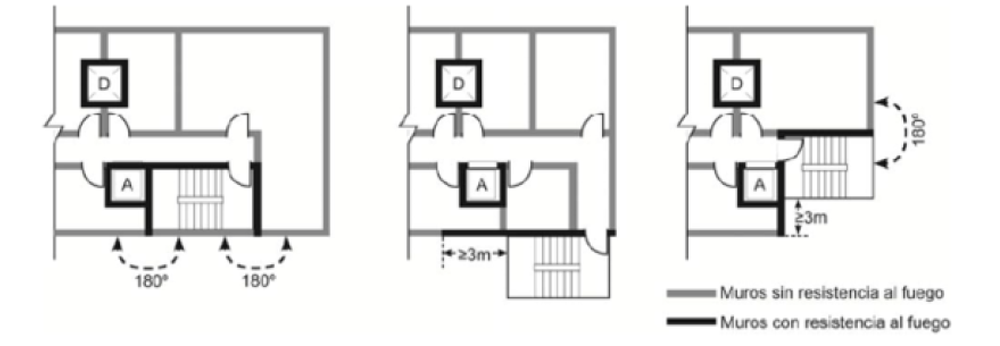 D
A
180º
180º
D
A
≥3m
D
A
180º
≥3m
Muros sin resistencia al fuego
Muros con resistencia al fuego